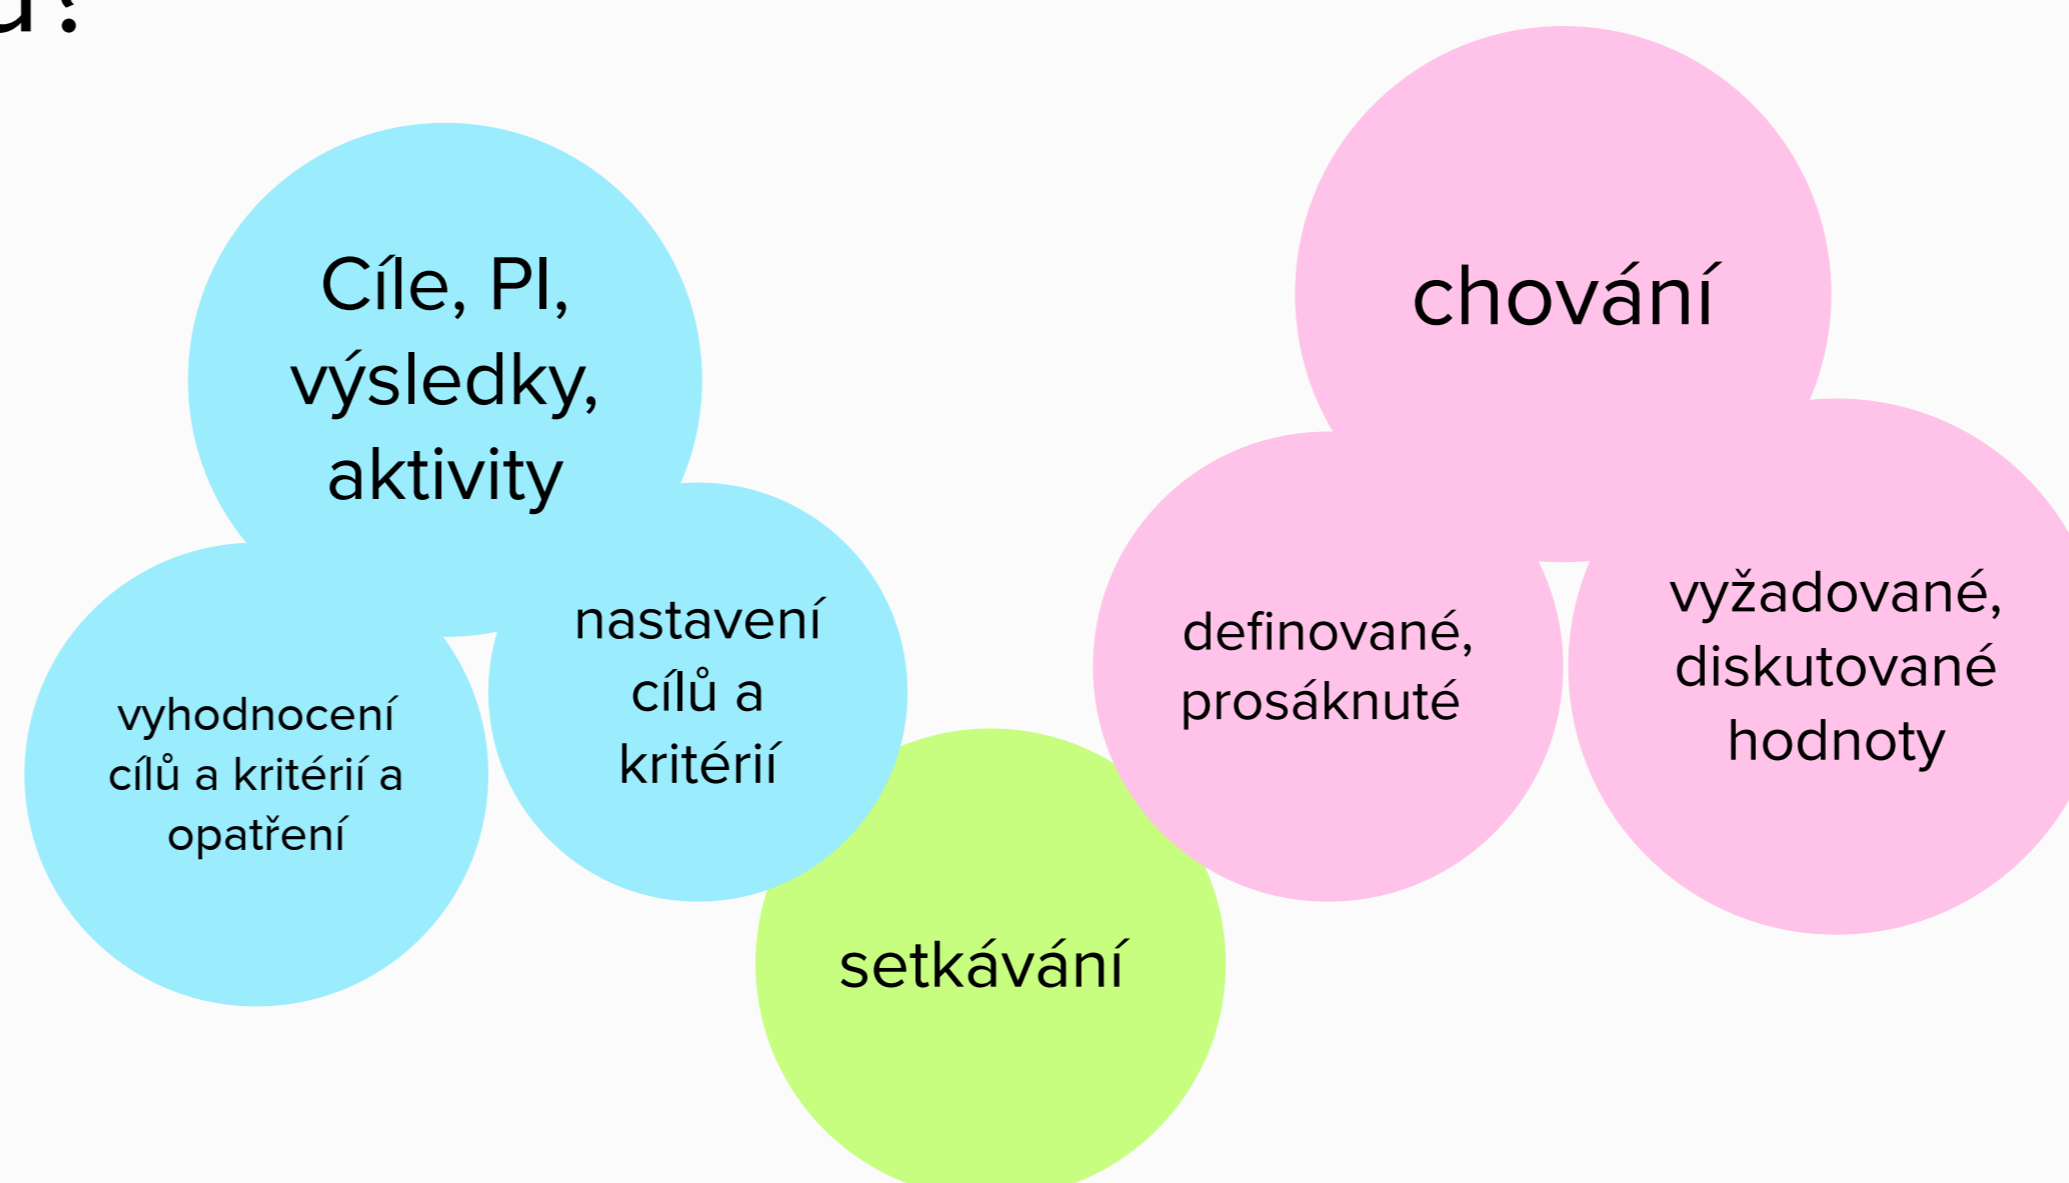 Cíle, PI,
výsledky,
aktivity
vyhodnocení
cílů a kritérií a
opatření
nastavení
cílů a
kritérií
setkávání
chování
definované,
prosáknuté
vyžadované,
diskutované
hodnoty